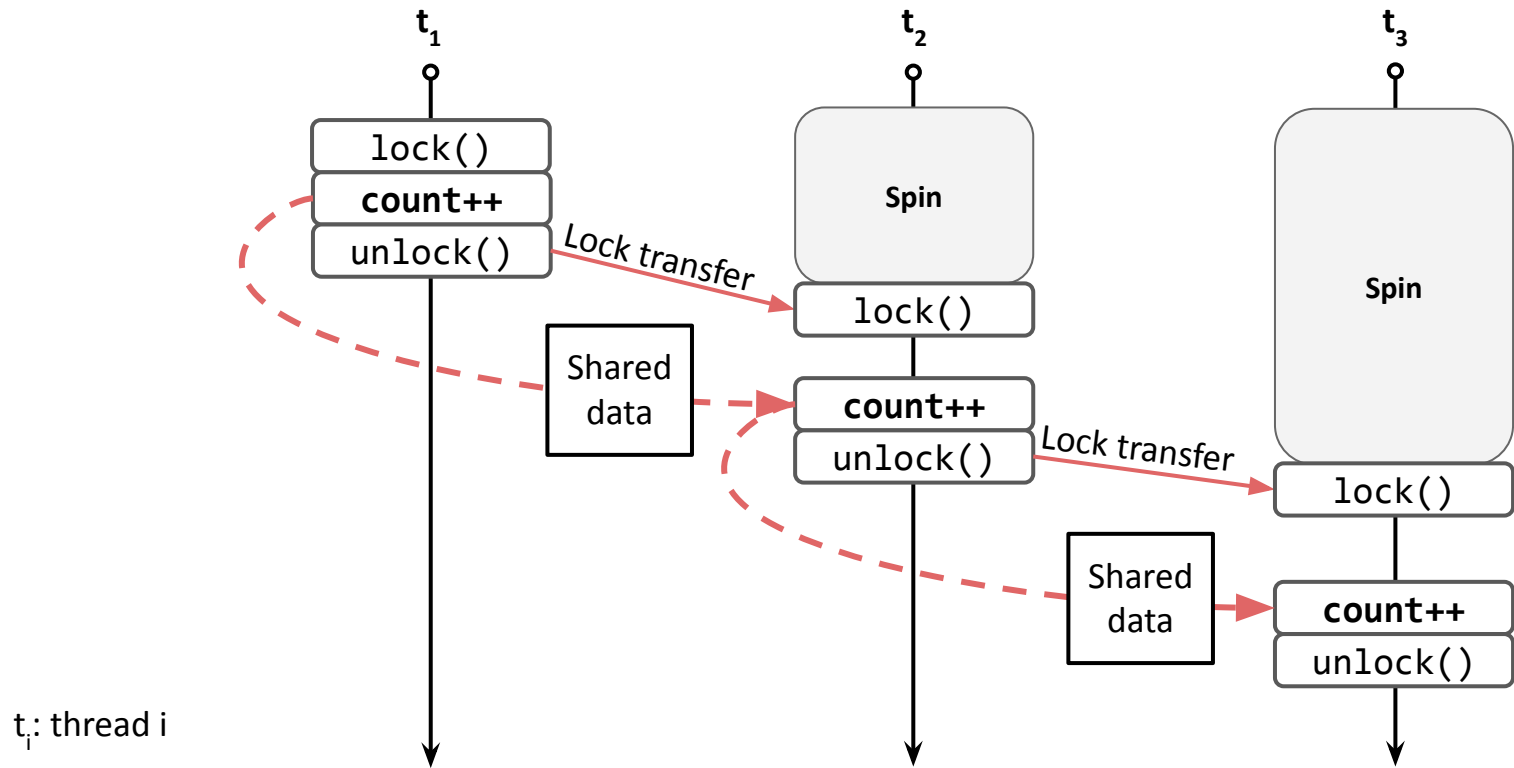 t1
t2
t3
lock()
count++
unlock()
Lock transfer
Spin
lock()
Spin
Shared
data
count++
unlock()
Lock transfer
lock()
Shared
data
count++
unlock()
ti: thread i